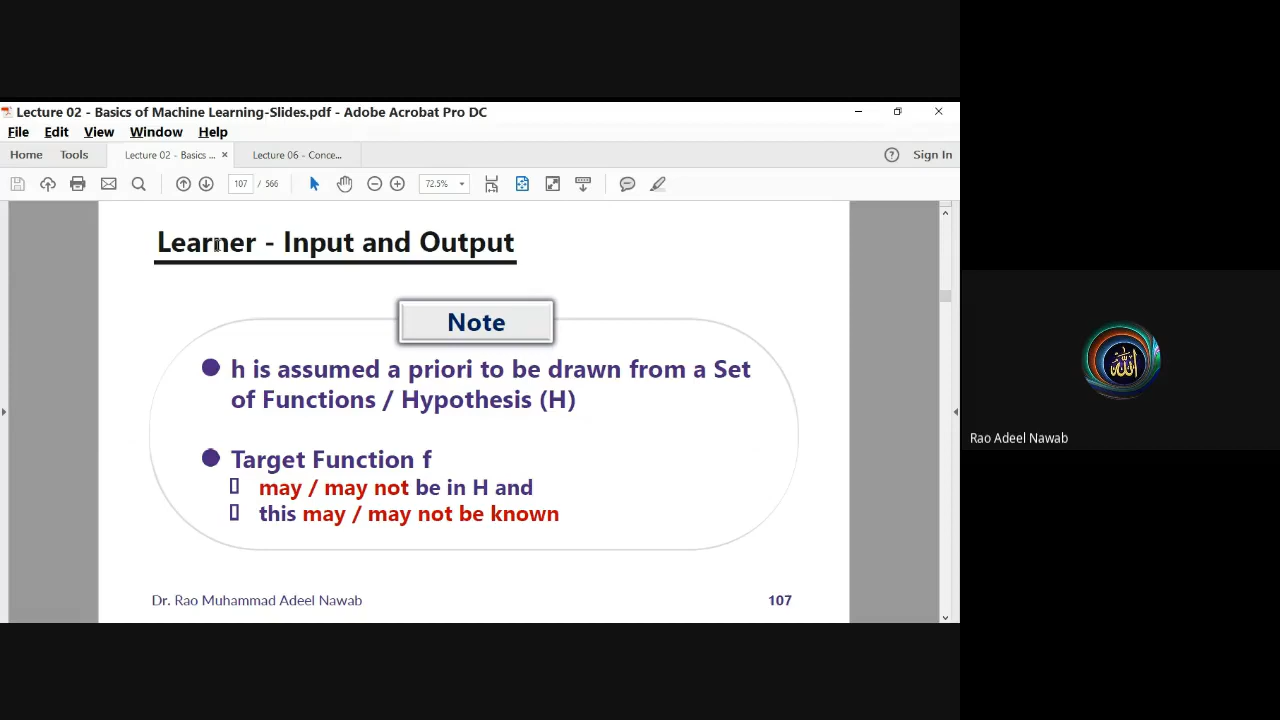 Lecture 02 - Basics of Machine Learning-Slides.pdf - Adobe Acrobat Pro DC
File Edit View Window Help
Home Tools Lecture 02 - Basics ... × Lecture 06 - Conce... Sign In
107 / 566 72.5%
Learner - Input and Output
Note
h is assumed a priori to be drawn from a Set
of Functions / Hypothesis (H)
Target Function f
may / may not be in H and
this may / may not be known
Dr. Rao Muhammad Adeel Nawab 107
الله
Rao Adeel Nawab